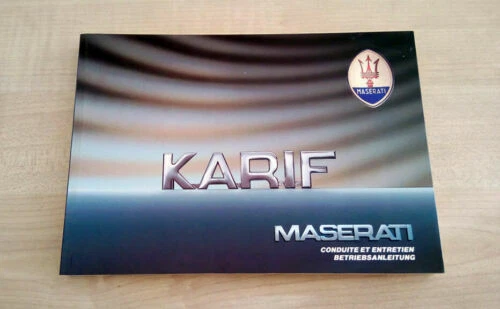 MASERATI
KARIF
MASERATI
CONDUITE ET ENTRETIEN
BETRIEBSANLEITUNG